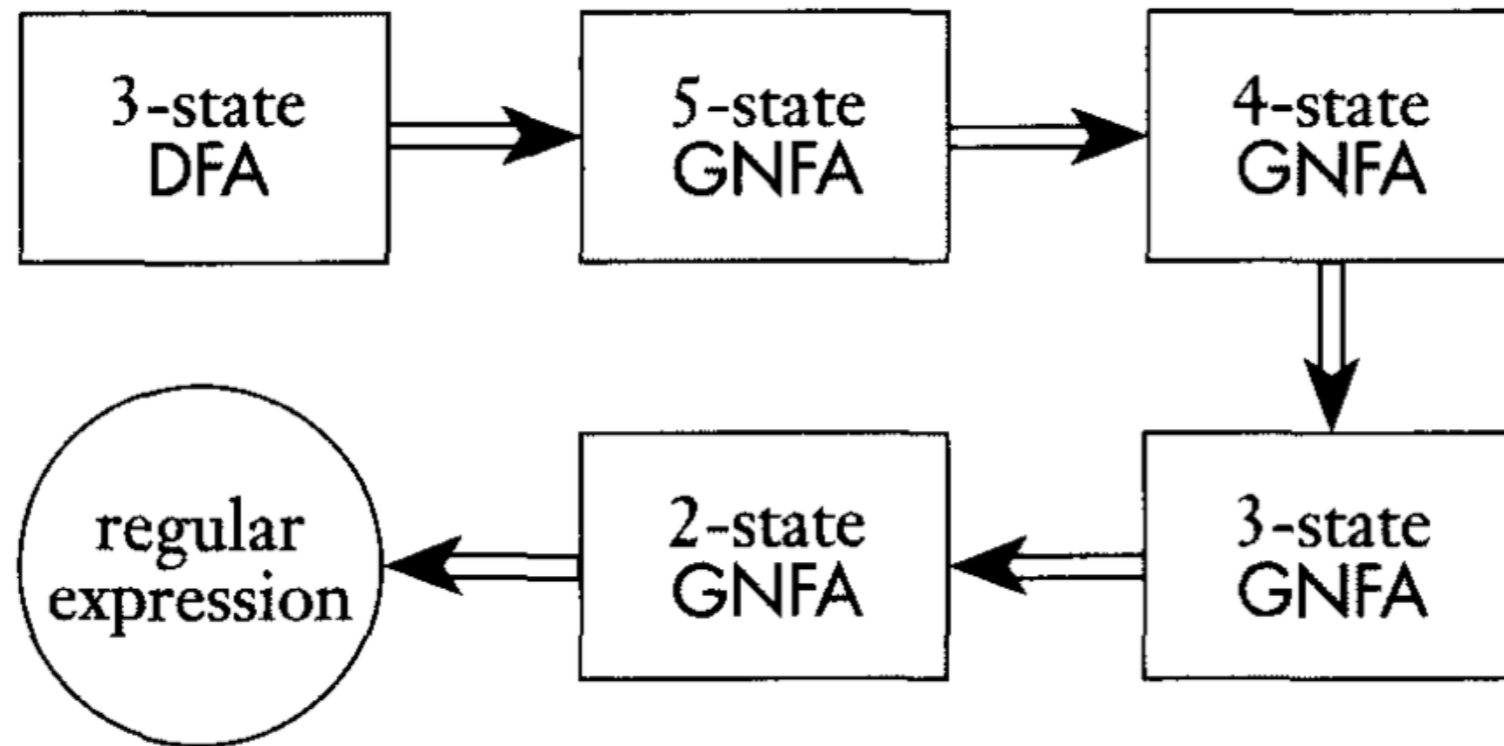 3-state
DFA
5-state
GNFA
4-state
GNFA
3-state
GNFA
2-state
GNFA
regular
expression